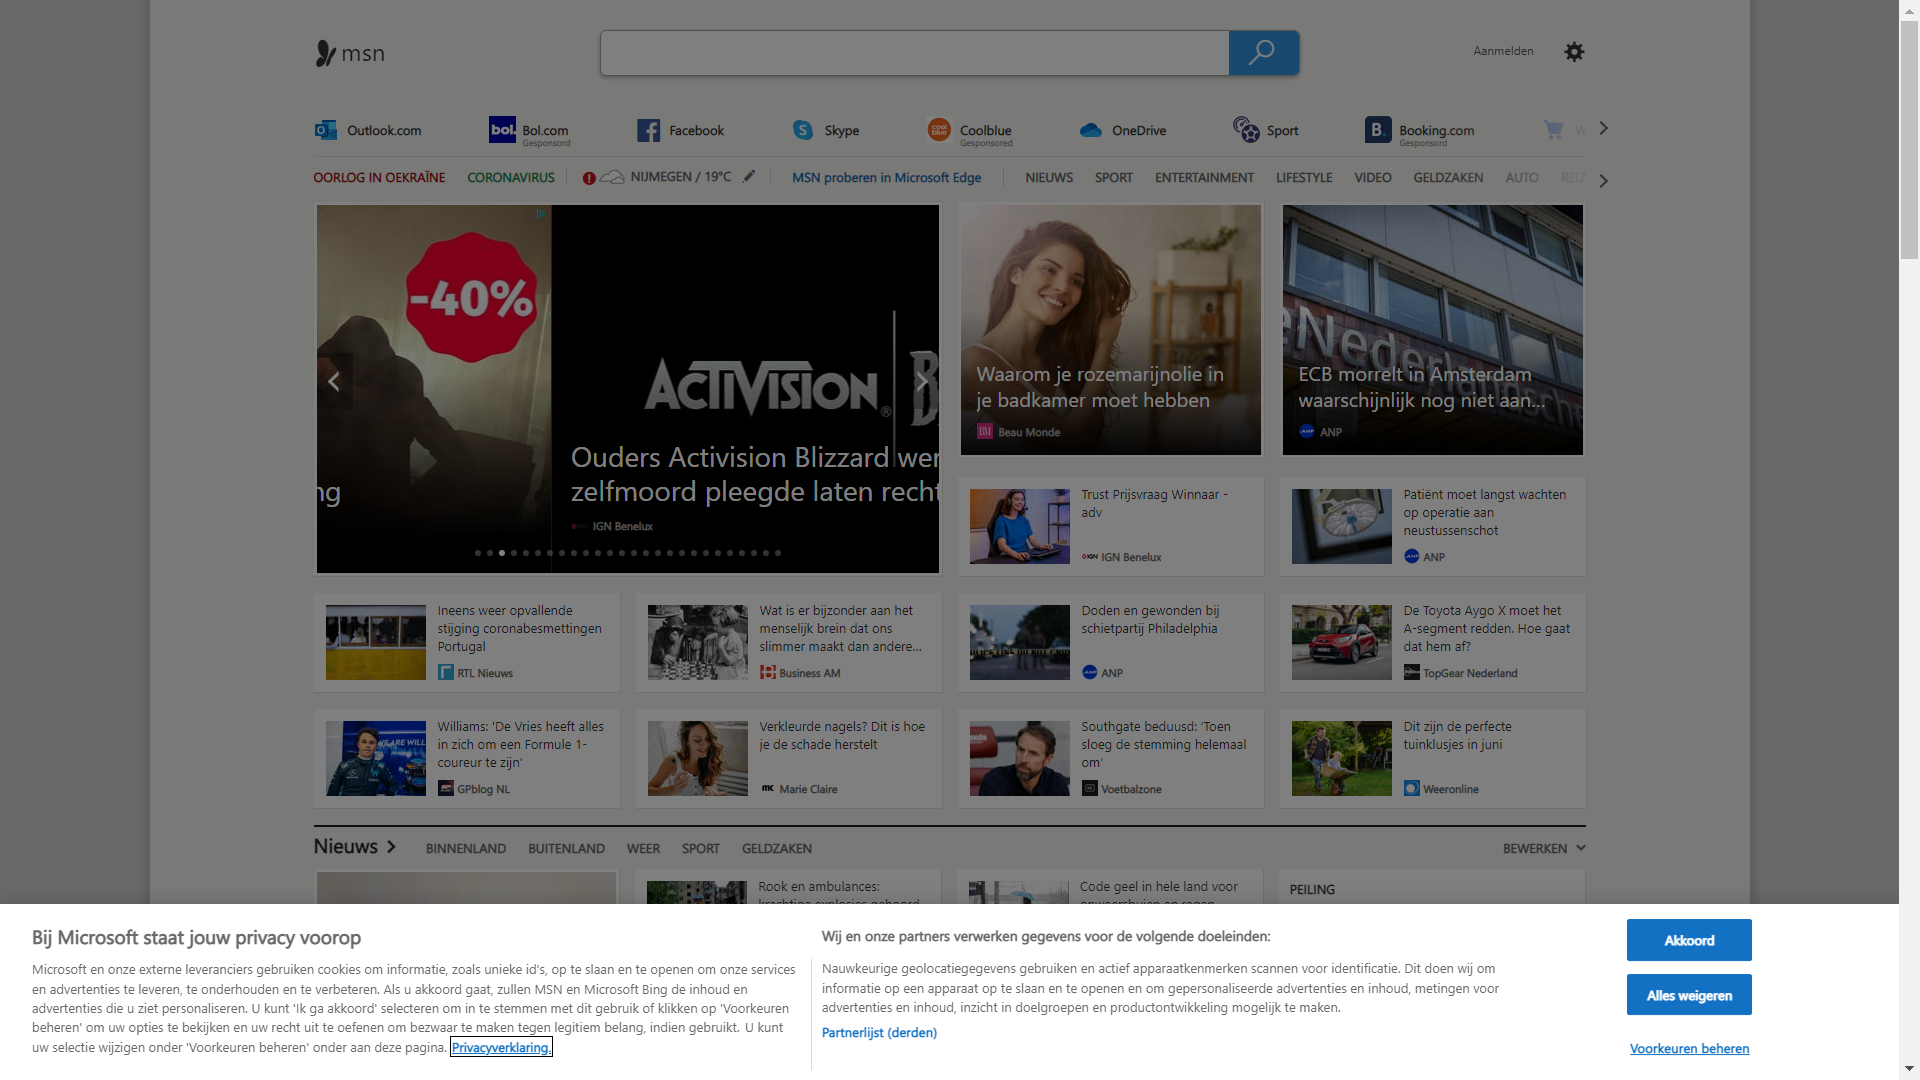 msn
Aanmelden
Outlook.com
bol. Bol.com
Gesponsord
Facebook
Skype
cool blue Coolblue
Gesponsored
OneDrive
Sport
B. Booking.com
Gesponsord
OORLOG IN OEKRAÏNE
CORONAVIRUS
NIJMEGEN / 19°C
MSN proberen in Microsoft Edge
NIEUWS
SPORT
ENTERTAINMENT
LIFESTYLE
VIDEO
GELDZAKEN
AUTO
REIZ
-40%
ng
ACTIVISION ®
Ouders Activision Blizzard wer
zelfmoord pleegde laten recht
IGN Benelux
Waarom je rozemarijnolie in
je badkamer moet hebben
BM Beau Monde
eNederlandsche
ECB morrelt in Amsterdam
waarschijnlijk nog niet aan...
ANP
Trust Prijsvraag Winnaar -
adv
IGN Benelux
Patiënt moet langst wachten
op operatie aan
neustussenschot
ANP
Ineens weer opvallende
stijging coronabesmettingen
Portugal
RTL Nieuws
Wat is er bijzonder aan het
menselijk brein dat ons
slimmer maakt dan andere...
Business AM
Doden en gewonden bij
schietpartij Philadelphia
ANP
De Toyota Aygo X moet het
A-segment redden. Hoe gaat
dat hem af?
TopGear Nederland
Williams: 'De Vries heeft alles
in zich om een Formule 1-
coureur te zijn'
GPblog NL
Verkleurde nagels? Dit is hoe
je de schade herstelt
mc Marie Claire
Southgate beduusd: 'Toen
sloeg de stemming helemaal
om'
Voetbalzone
Dit zijn de perfecte
tuinklusjes in juni
Weeronline
Nieuws
BINNENLAND
BUITENLAND
WEER
SPORT
GELDZAKEN
BEWERKEN
Rook en ambulances:
krachtige explosies gehoord
Code geel in hele land voor
onweersbuien en regen
PEILING
Bij Microsoft staat jouw privacy voorop
Microsoft en onze externe leveranciers gebruiken cookies om informatie, zoals unieke id's, op te slaan en te openen om onze services
en advertenties te leveren, te onderhouden en te verbeteren. Als u akkoord gaat, zullen MSN en Microsoft Bing de inhoud en
advertenties die u ziet personaliseren. U kunt 'Ik ga akkoord' selecteren om in te stemmen met dit gebruik of klikken op 'Voorkeuren
beheren' om uw opties te bekijken en uw recht uit te oefenen om bezwaar te maken tegen legitiem belang, indien gebruikt. U kunt
uw selectie wijzigen onder 'Voorkeuren beheren' onder aan deze pagina. Privacyverklaring.
Wij en onze partners verwerken gegevens voor de volgende doeleinden:
Nauwkeurige geolocatiegegevens gebruiken en actief apparaatkenmerken scannen voor identificatie. Dit doen wij om
informatie op een apparaat op te slaan en te openen en om gepersonaliseerde advertenties en inhoud, metingen voor
advertenties en inhoud, inzicht in doelgroepen en productontwikkeling mogelijk te maken.
Partnerlijst (derden)
Akkoord
Alles weigeren
Voorkeuren beheren